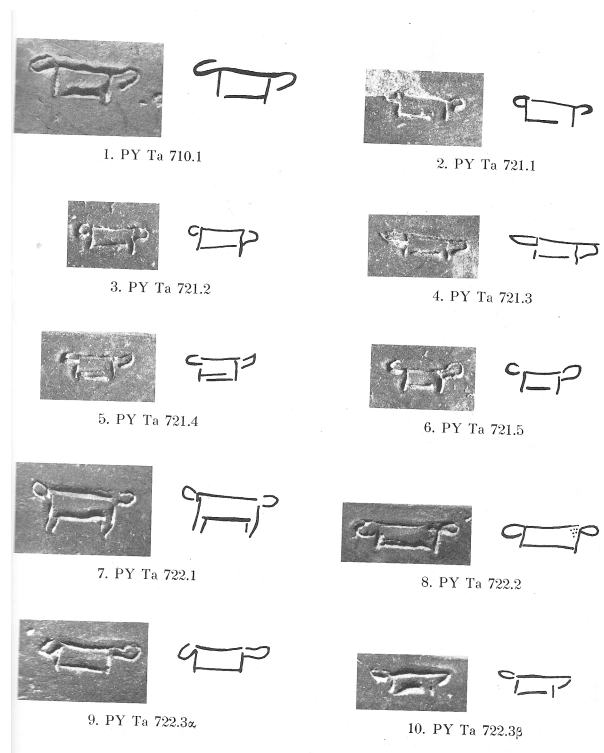 1. PY Ta 710.1
2. PY Ta 721.1
3. PY Ta 721.2
4. PY Ta 721.3
5. PY Ta 721.4
6. PY Ta 721.5
7. PY Ta 722.1
8. PY Ta 722.2
9. PY Ta 722.3α
10. PY Ta 722.3β